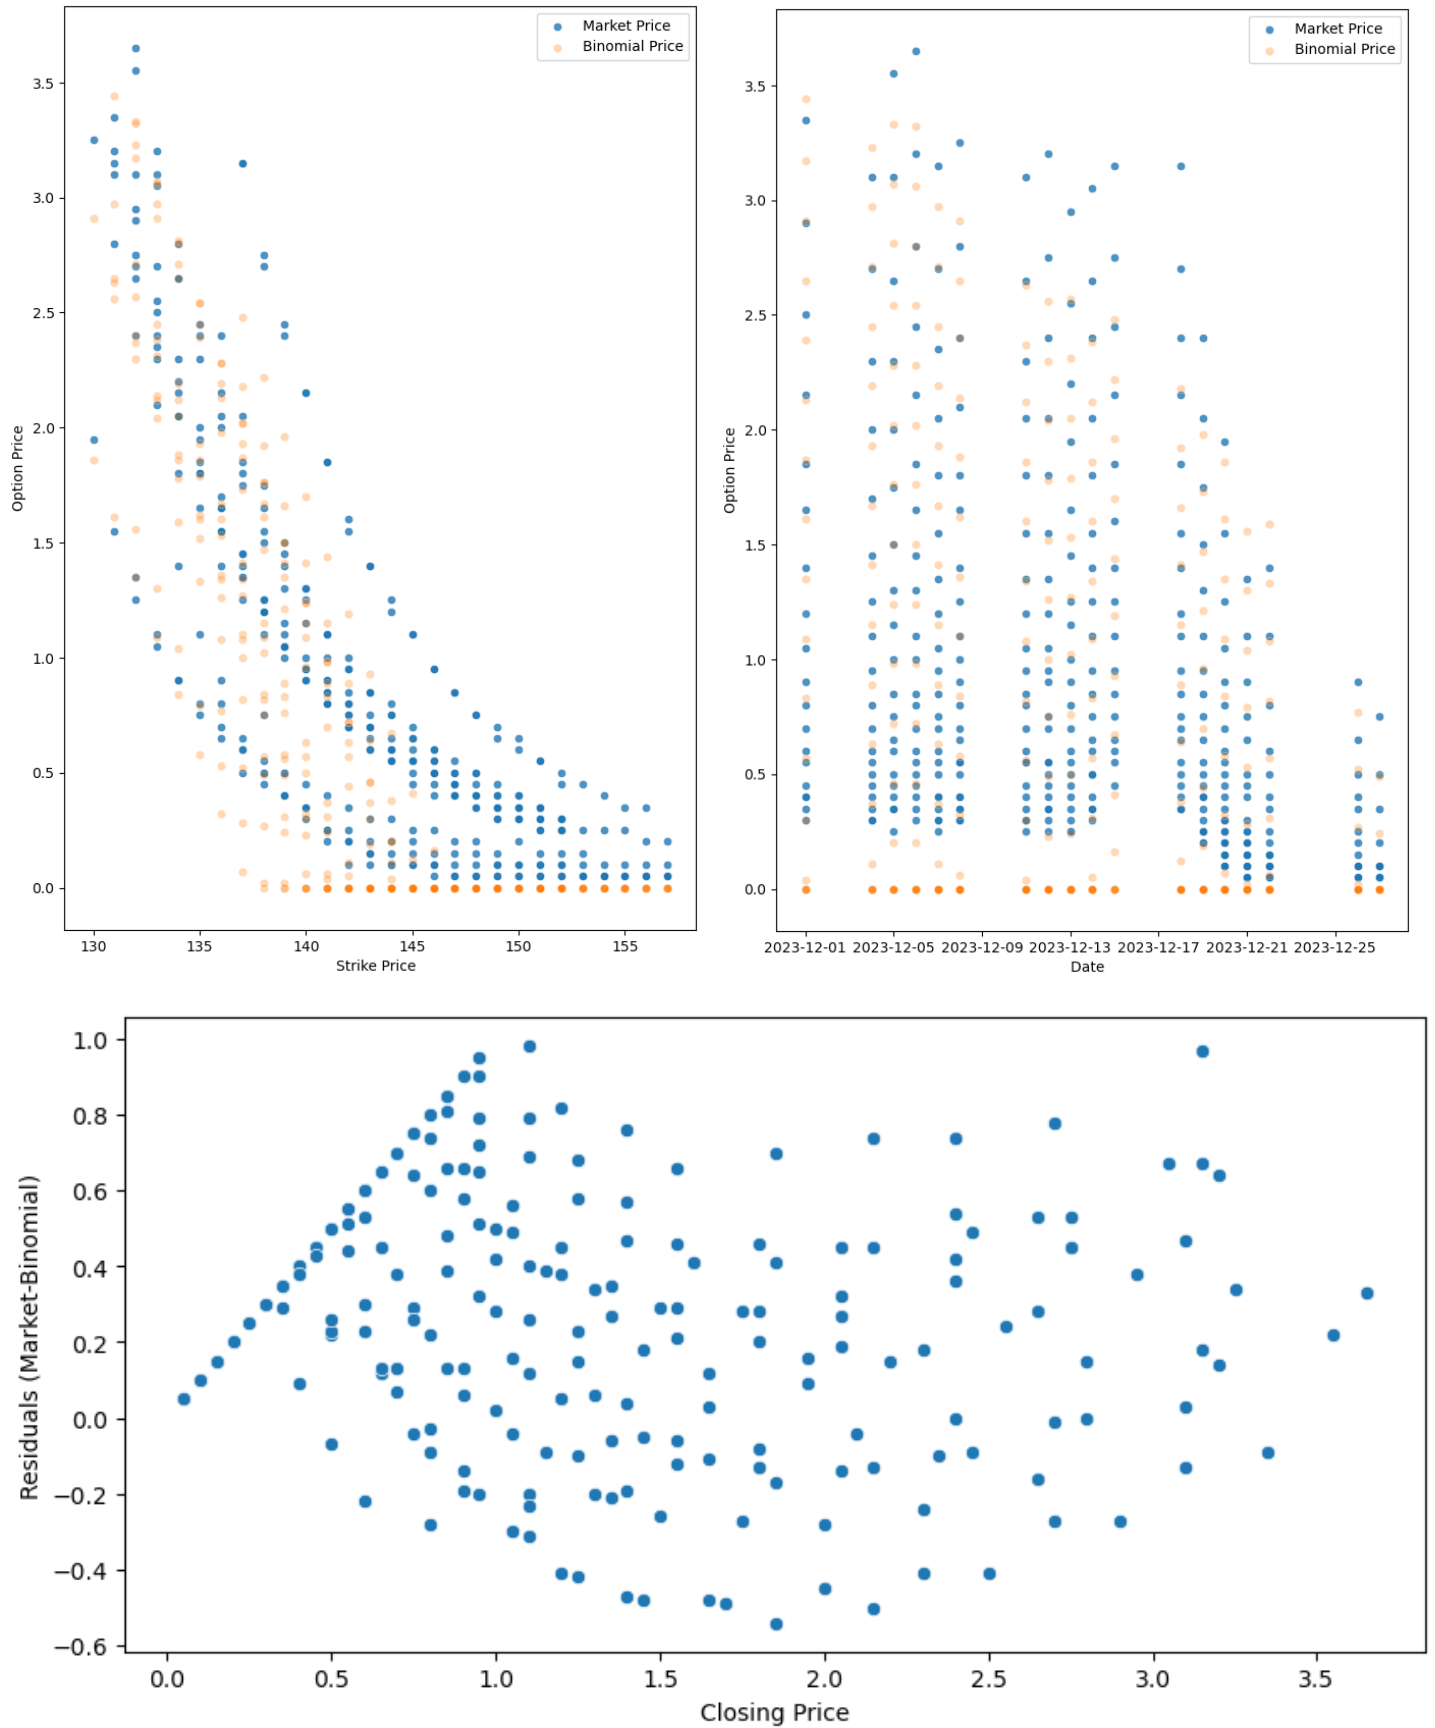 Market Price
Binomial Price
3.5
3.0
2.5
2.0
1.5
1.0
0.5
0.0
Option Price
130 135 140 145 150 155
Strike Price
Market Price
Binomial Price
3.5
3.0
2.5
2.0
1.5
1.0
0.5
0.0
Option Price
2023-12-01 2023-12-05 2023-12-09 2023-12-13 2023-12-17 2023-12-21 2023-12-25
Date
1.0
0.8
0.6
0.4
0.2
0.0
−0.2
−0.4
−0.6
Residuals (Market-Binomial)
0.0 0.5 1.0 1.5 2.0 2.5 3.0 3.5
Closing Price